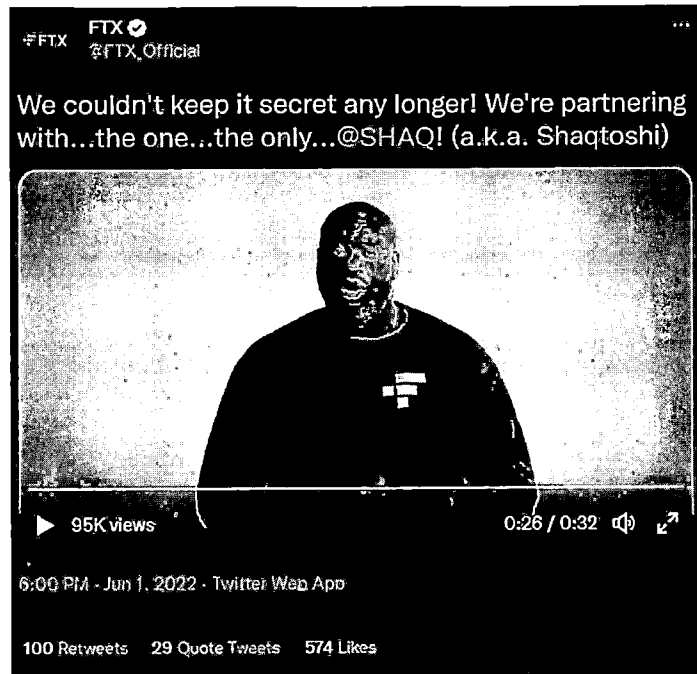 FTX
FTX
@FTX_Official
We couldn't keep it secret any longer! We're partnering
with...the one...the only...@SHAQ! (a.k.a. Shaqtoshi)
95K views
0:26 / 0:32
6:00 PM · Jun 1, 2022 · Twitter Web App
100 Retweets 29 Quote Tweets 574 Likes